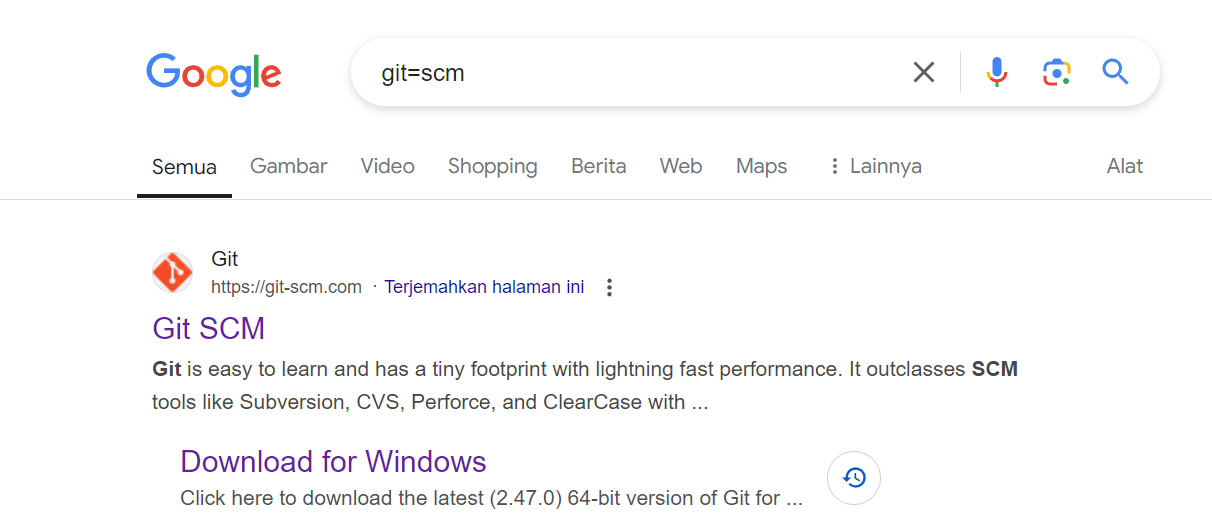 Google
git=scm
Semua Gambar Video Shopping Berita Web Maps Lainnya Alat
Git
https://git-scm.com · Terjemahkan halaman ini
Git SCM
Git is easy to learn and has a tiny footprint with lightning fast performance. It outclasses SCM
tools like Subversion, CVS, Perforce, and ClearCase with ...
Download for Windows
Click here to download the latest (2.47.0) 64-bit version of Git for ...